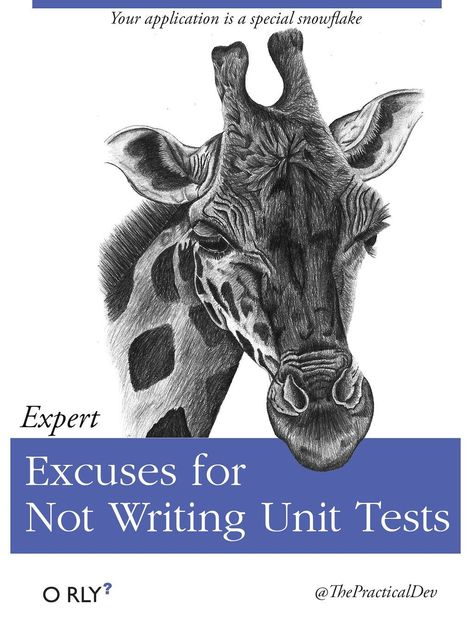 Your application is a special snowflake
Expert
Excuses for
Not Writing Unit Tests
O RLY?
@ThePracticalDev